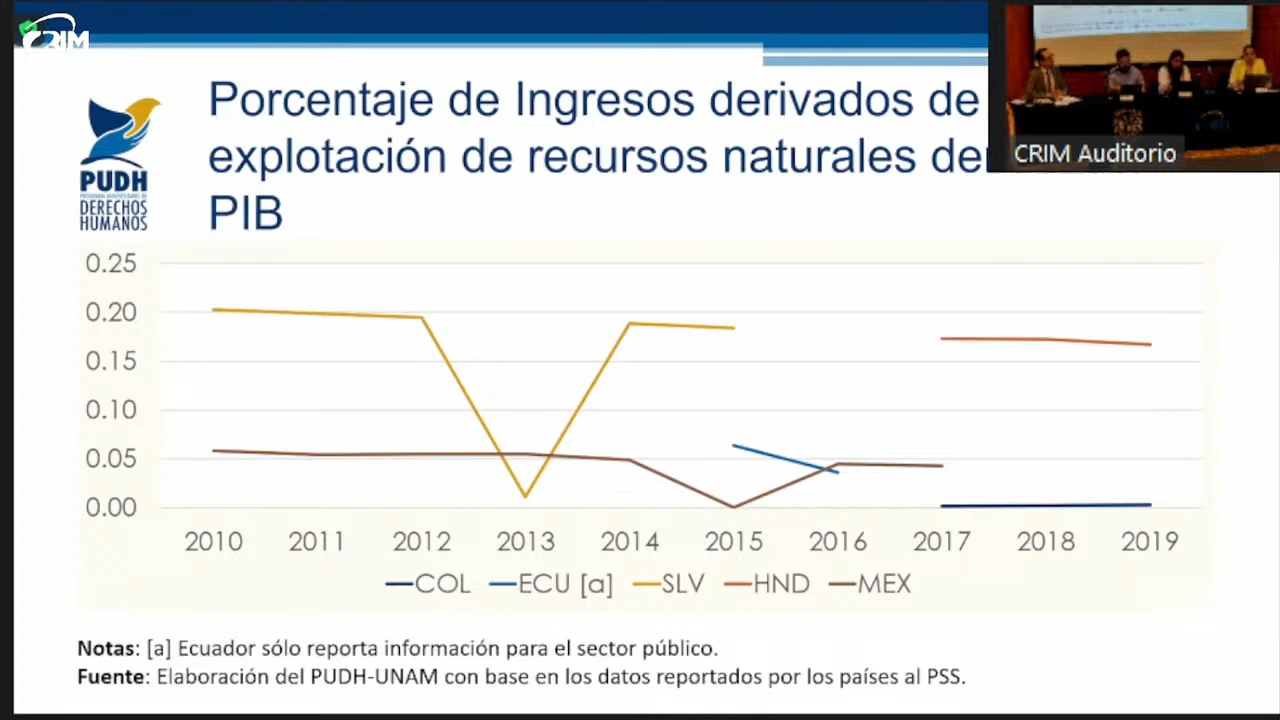 CRIM
Porcentaje de Ingresos derivados de
explotación de recursos naturales de
PIB
CRIM Auditorio
PUDH
PROGRAMA UNIVERSITARIO DE
DERECHOS
HUMANOS
0.25
0.20
0.15
0.10
0.05
0.00
2010 2011 2012 2013 2014 2015 2016 2017 2018 2019
COL ECU [a] SLV HND MEX
Notas: [a] Ecuador sólo reporta información para el sector público.
Fuente: Elaboración del PUDH-UNAM con base en los datos reportados por los países al PSS.